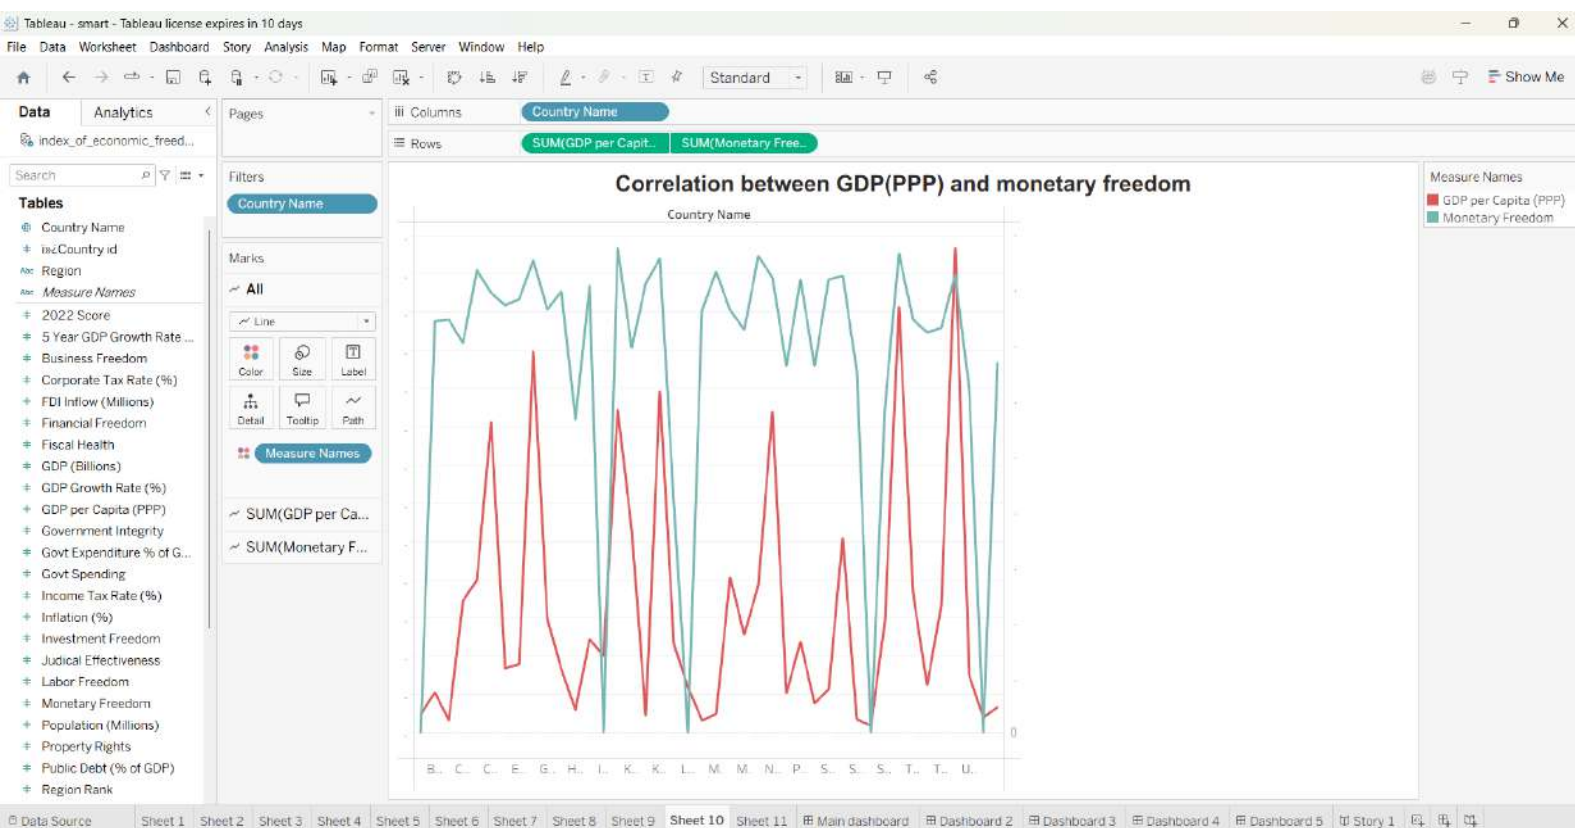 Tableau - smart - Tableau license expires in 10 days
File Data Worksheet Dashboard Story Analysis Map Format Server Window Help
Standard
Show Me
Data Analytics
index_of_economic_freed...
Search
Tables
Country Name
Country id
Abc Region
Abc Measure Names
2022 Score
5 Year GDP Growth Rate ...
Business Freedom
Corporate Tax Rate (%)
FDI Inflow (Millions)
Financial Freedom
Fiscal Health
GDP (Billions)
GDP Growth Rate (%)
GDP per Capita (PPP)
Government Integrity
Govt Expenditure % of G...
Govt Spending
Income Tax Rate (%)
Inflation (%)
Investment Freedom
Judical Effectiveness
Labor Freedom
Monetary Freedom
Population (Millions)
Property Rights
Public Debt (% of GDP)
Region Rank
Pages
Filters
Country Name
Marks
All
Line
Color Size Label
Detail Tooltip Path
Measure Names
SUM(GDP per Ca...
SUM(Monetary F...
Columns Country Name
Rows SUM(GDP per Capit.. SUM(Monetary Free..
Correlation between GDP(PPP) and monetary freedom
Country Name
0
B.. C.. C.. E.. G.. H.. I.. K.. K.. L.. M. M. N.. P.. S.. S. S.. T.. T.. U.
Measure Names
GDP per Capita (PPP)
Monetary Freedom
Data Source Sheet 1 Sheet 2 Sheet 3 Sheet 4 Sheet 5 Sheet 6 Sheet 7 Sheet 8 Sheet 9 Sheet 10 Sheet 11 Main dashboard Dashboard 2 Dashboard 3 Dashboard 4 Dashboard 5 Story 1